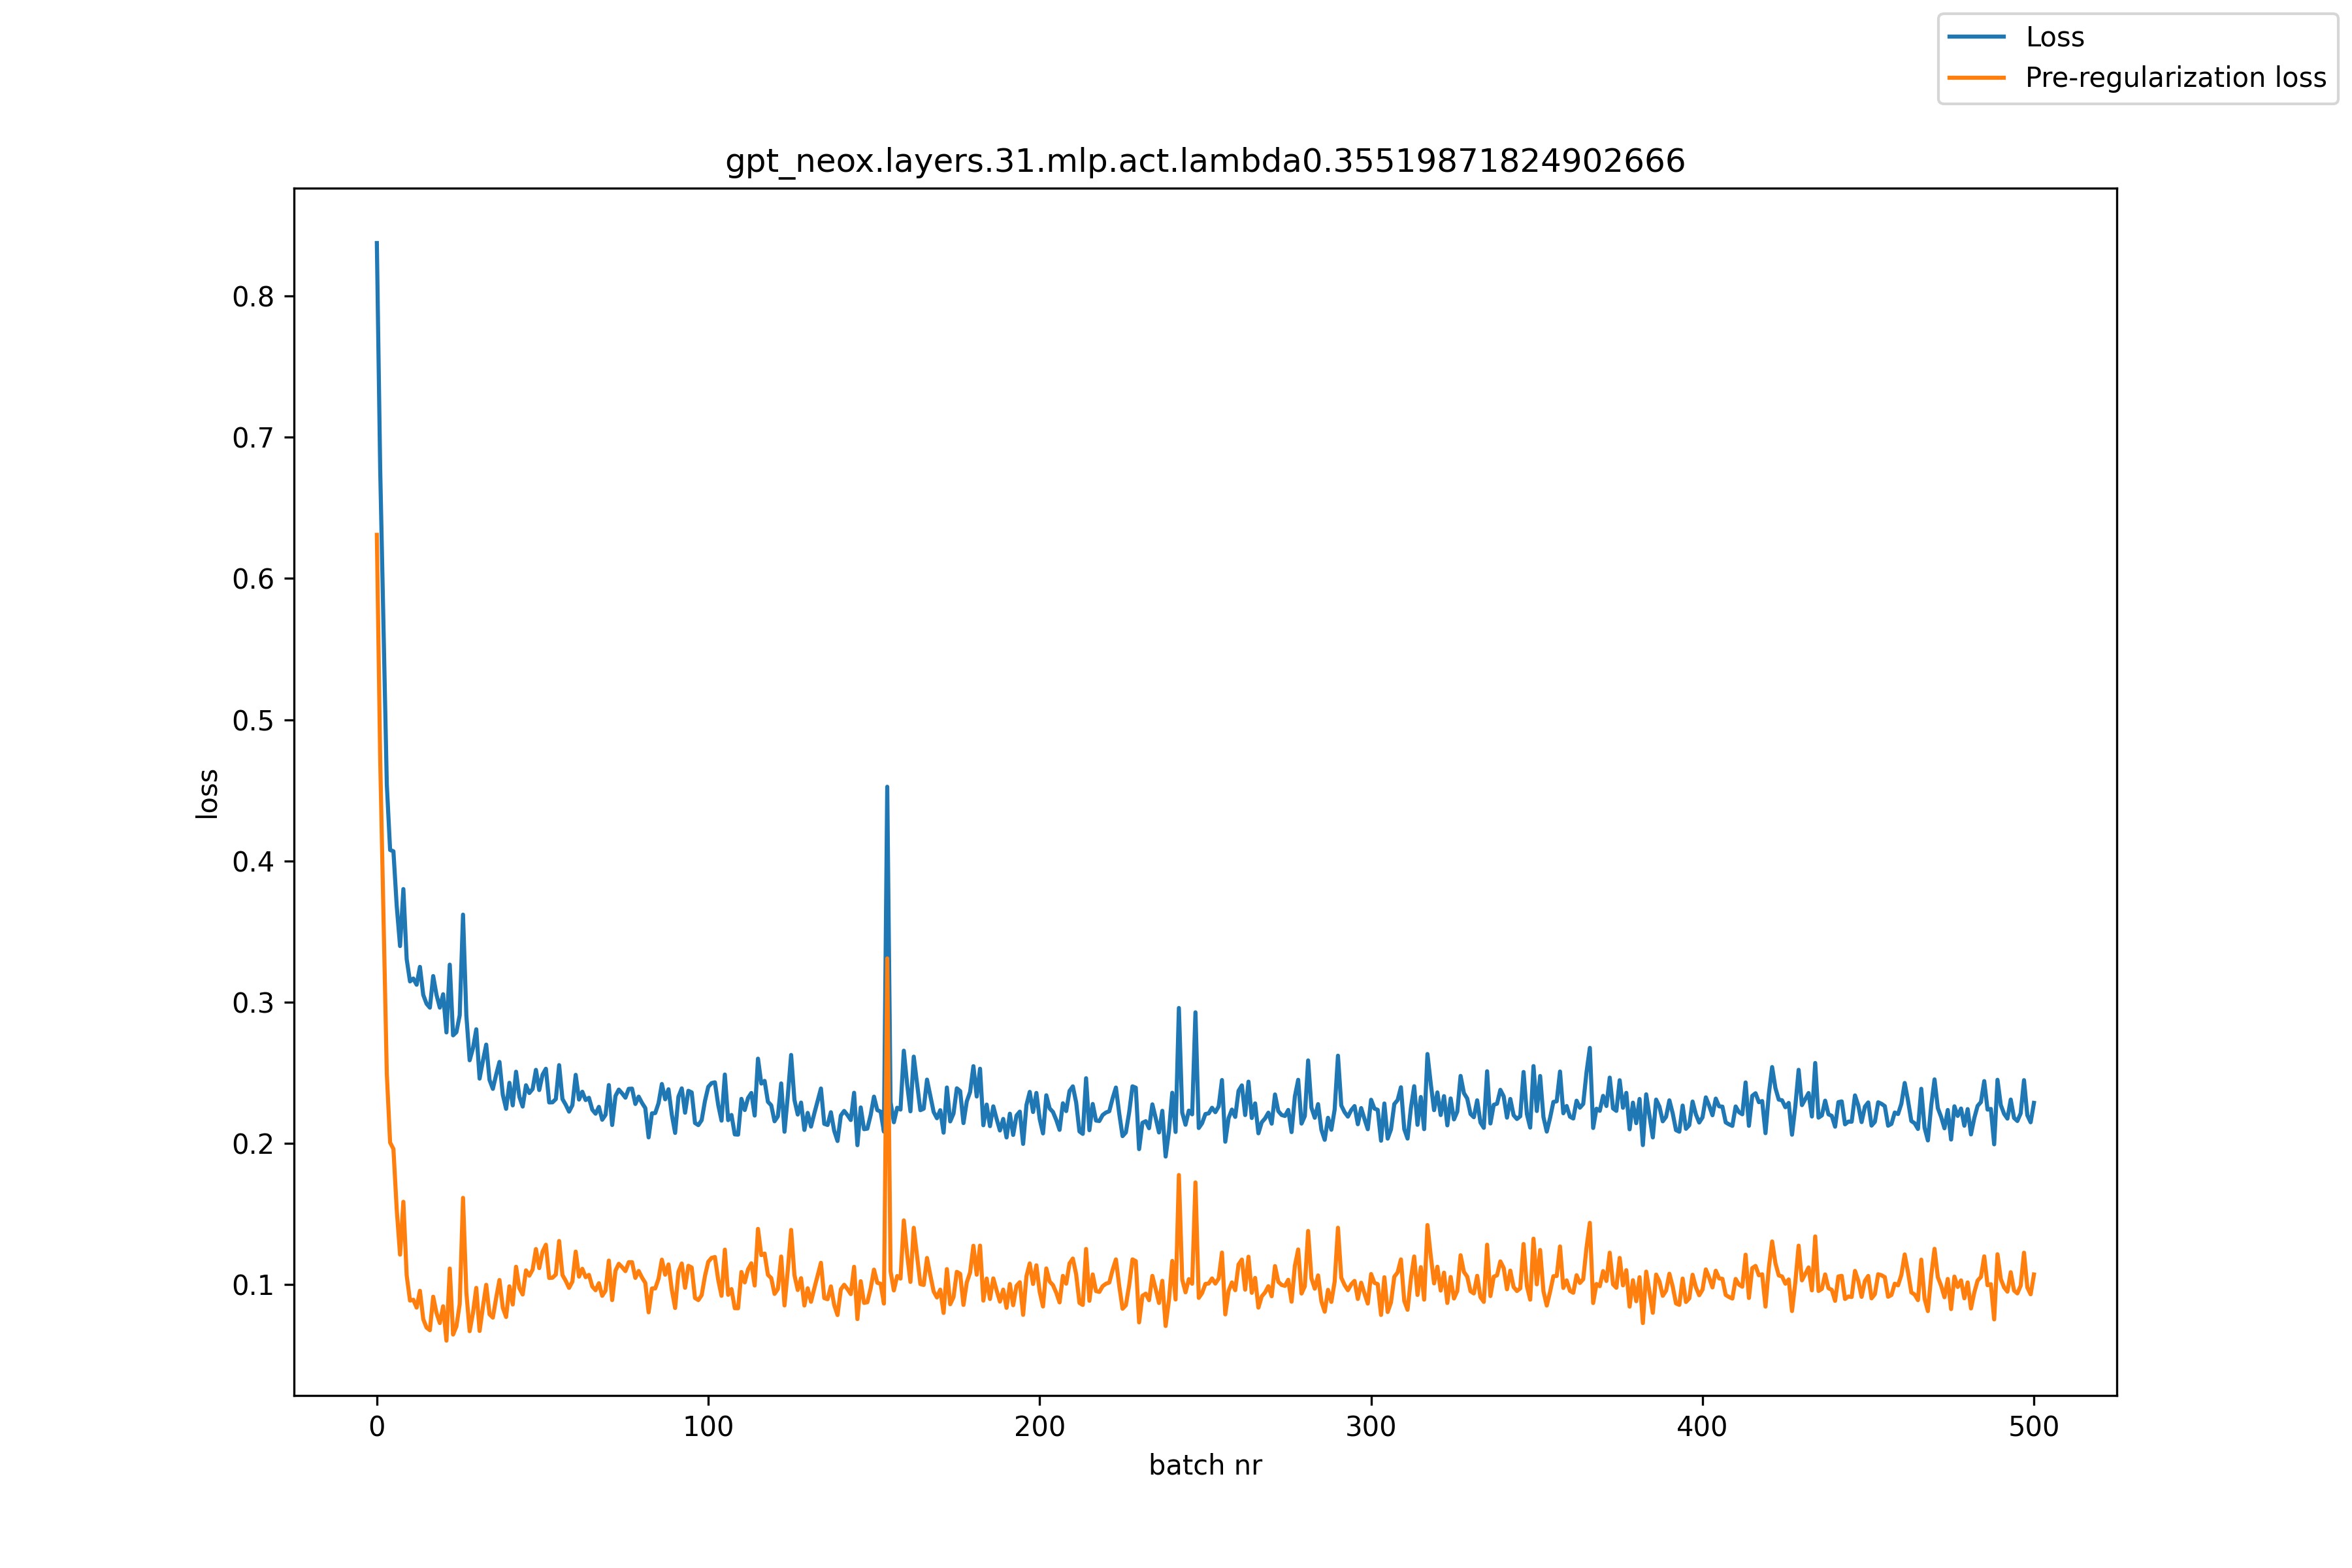 Loss
Pre-regularization loss
gpt_neox.layers.31.mlp.act.lambda0.35519871824902666
0.8
0.7
0.6
0.5
0.4
0.3
0.2
0.1
loss
0 100 200 300 400 500
batch nr